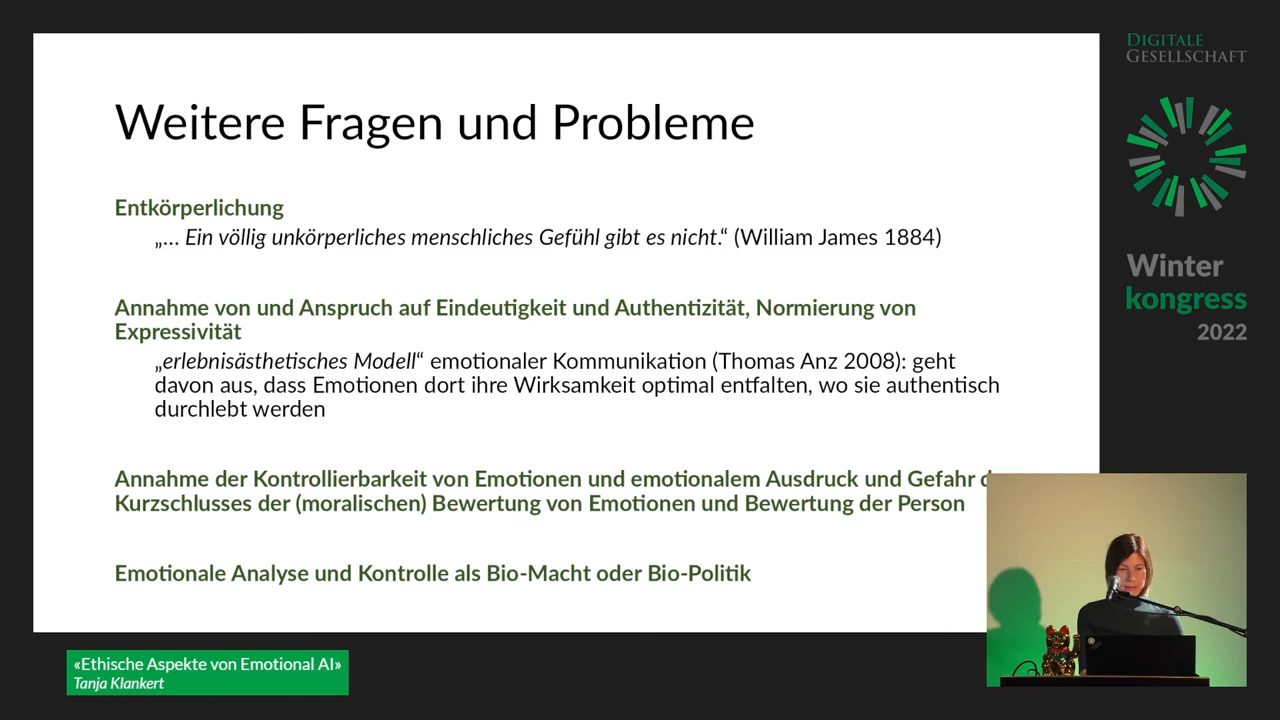 Weitere Fragen und Probleme
Entkörperlichung
„... Ein völlig unkörperliches menschliches Gefühl gibt es nicht.“ (William James 1884)
Annahme von und Anspruch auf Eindeutigkeit und Authentizität, Normierung von
Expressivität
„erlebnisästhetisches Modell“ emotionaler Kommunikation (Thomas Anz 2008): geht
davon aus, dass Emotionen dort ihre Wirksamkeit optimal entfalten, wo sie authentisch
durchlebt werden
Annahme der Kontrollierbarkeit von Emotionen und emotionalem Ausdruck und Gefahr
Kurzschlusses der (moralischen) Bewertung von Emotionen und Bewertung der Person
Emotionale Analyse und Kontrolle als Bio-Macht oder Bio-Politik
DIGITALE
GESELLSCHAFT
Winter
kongress
2022
«Ethische Aspekte von Emotional AI»
Tanja Klankert